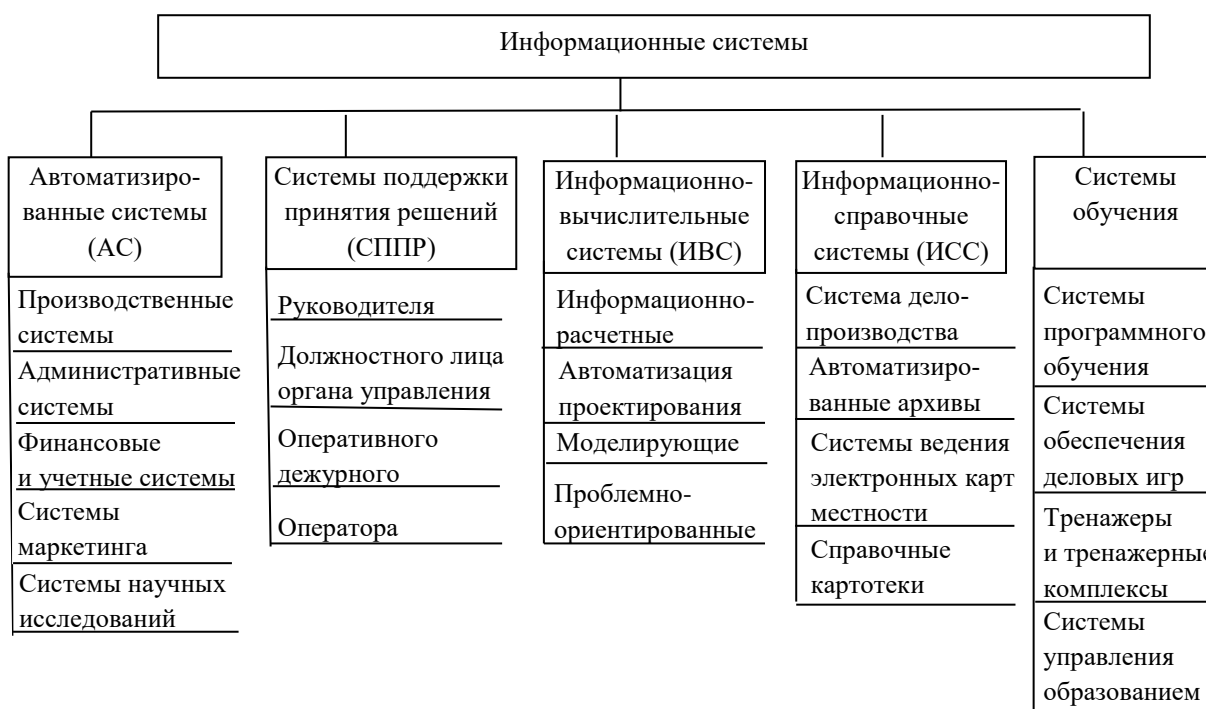 Информационные системы
Автоматизиро-
ванные системы
(АС)
Производственные
системы
Административные
системы
Финансовые
и учетные системы
Системы
маркетинга
Системы научных
исследований
Системы поддержки
принятия решений
(СППР)
Руководителя
Должностного лица
органа управления
Оперативного
дежурного
Оператора
Информационно-
вычислительные
системы (ИВС)
Информационно-
расчетные
Автоматизация
проектирования
Моделирующие
Проблемно-
ориентированные
Информационно-
справочные
системы (ИСС)
Система дело-
производства
Автоматизиро-
ванные архивы
Системы ведения
электронных карт
местности
Справочные
картотеки
Системы
обучения
Системы
программного
обучения
Системы
обеспечения
деловых игр
Тренажеры
и тренажерные
комплексы
Системы
управления
образованием